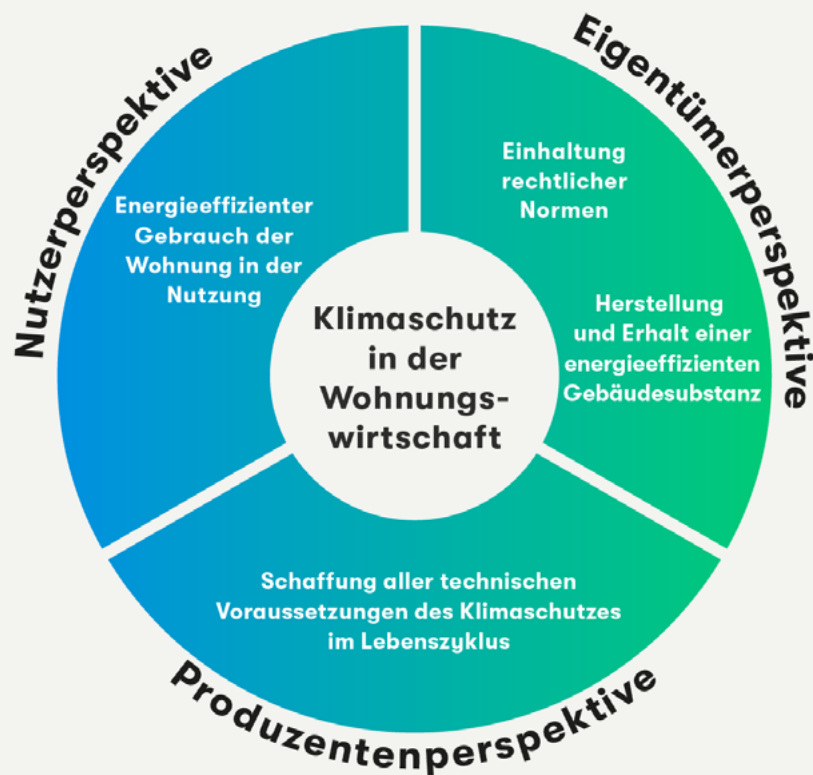 Nutzerperspektive
Energieeffizienter
Gebrauch der
Wohnung in der
Nutzung
Eigentümerperspektive
Einhaltung
rechtlicher
Normen
Herstellung
und Erhalt einer
energieeffizienten
Gebäudesubstanz
Klimaschutz
in der
Wohnungs-
wirtschaft
Schaffung aller technischen
Voraussetzungen des Klimaschutzes
im Lebenszyklus
Produzentenperspektive